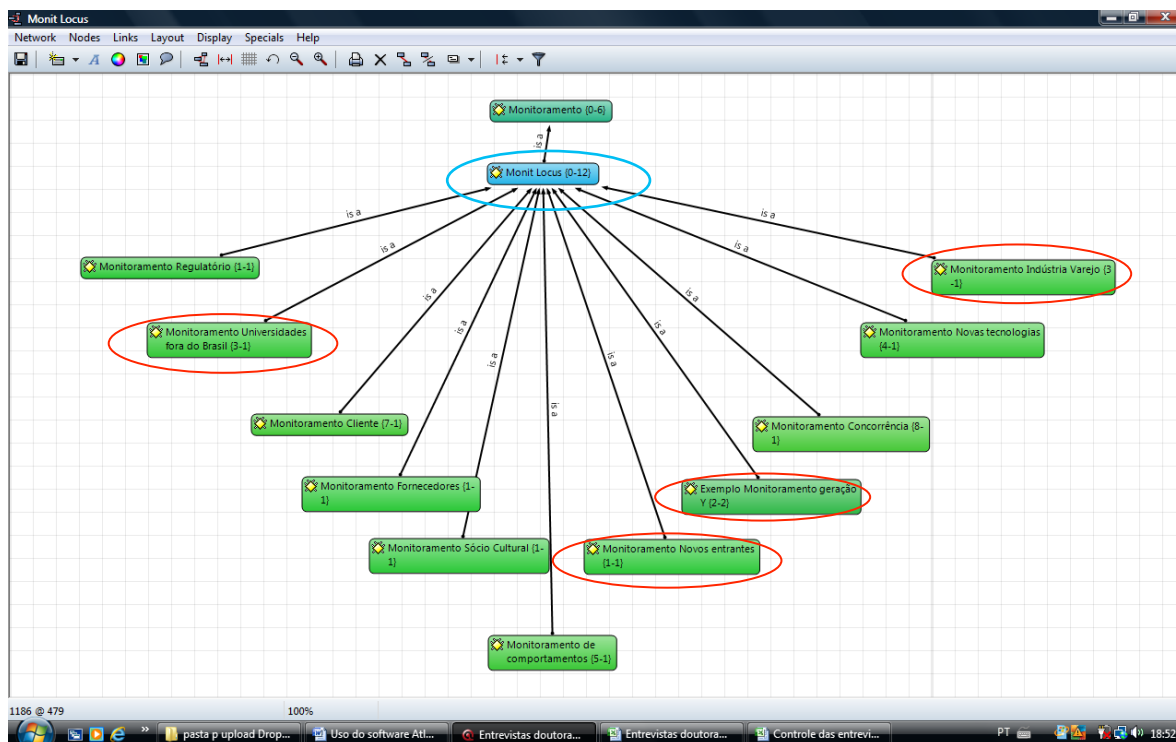 Monit Locus
Network Nodes Links Layout Display Specials Help
A
Monitoramento {0-6}
is a
Monit Locus {0-12}
is a
is a
is a
is a
is a
is a
is a
is a
is a
is a
is a
Monitoramento Regulatório {1-1}
Monitoramento Indústria Varejo {3
-1}
Monitoramento Universidades
fora do Brasil {3-1}
Monitoramento Novas tecnologias
{4-1}
Monitoramento Cliente {7-1}
Monitoramento Concorrência {8-
1}
Monitoramento Fornecedores {1-
1}
Exemplo Monitoramento geração
Y {2-2}
Monitoramento Sócio Cultural {1-
1}
Monitoramento Novos entrantes
{1-1}
Monitoramento de
comportamentos {5-1}
1186 @ 479 100%
» pasta p upload Drop... Uso do software Atl... Entrevistas doutora... Entrevistas doutora... Controle das entrevi... PT 18:52